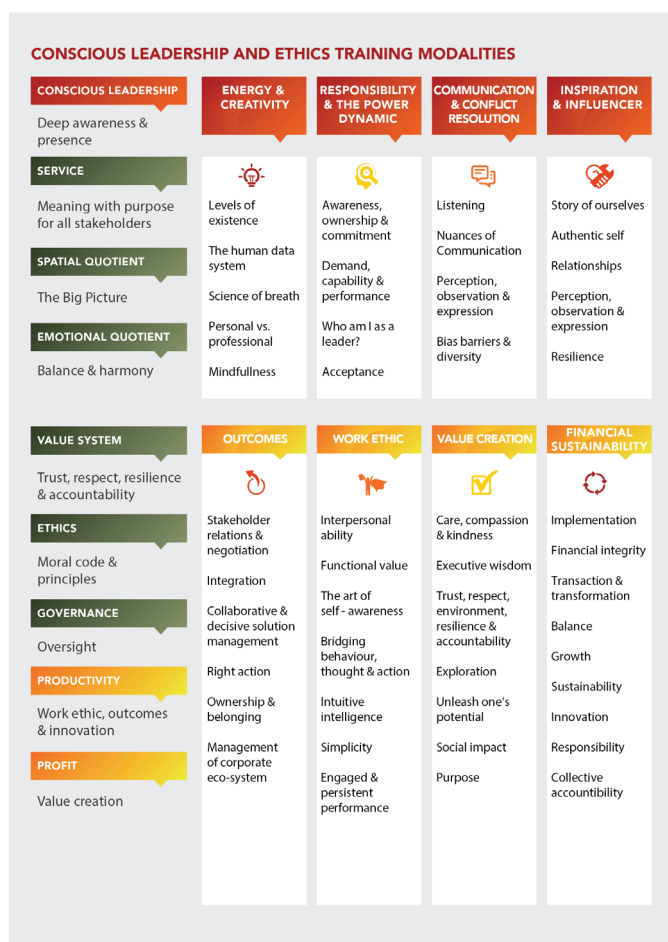 CONSCIOUS LEADERSHIP AND ETHICS TRAINING MODALITIES
CONSCIOUS LEADERSHIP
Deep awareness &
presence
SERVICE
Meaning with purpose
for all stakeholders
SPATIAL QUOTIENT
The Big Picture
EMOTIONAL QUOTIENT
Balance & harmony
ENERGY &
CREATIVITY
Levels of
existence
The human data
system
Science of breath
Personal vs.
professional
Mindfullness
RESPONSIBILITY
& THE POWER
DYNAMIC
Awareness,
ownership &
commitment
Demand,
capability &
performance
Who am I as a
leader?
Acceptance
COMMUNICATION
& CONFLICT
RESOLUTION
Listening
Nuances of
Communication
Perception,
observation &
expression
Bias barriers &
diversity
INSPIRATION
& INFLUENCER
Story of ourselves
Authentic self
Relationships
Perception,
observation &
expression
Resilience
VALUE SYSTEM
Trust, respect, resilience
& accountability
ETHICS
Moral code &
principles
GOVERNANCE
Oversight
PRODUCTIVITY
Work ethic, outcomes
& innovation
PROFIT
Value creation
OUTCOMES
Stakeholder
relations &
negotiation
Integration
Collaborative &
decisive solution
management
Right action
Ownership &
belonging
Management
of corporate
eco-system
WORK ETHIC
Interpersonal
ability
Functional value
The art of
self - awareness
Bridging
behaviour,
thought & action
Intuitive
intelligence
Simplicity
Engaged &
persistent
performance
VALUE CREATION
Care, compassion
& kindness
Executive wisdom
Trust, respect,
environment,
resilience &
accountability
Exploration
Unleash one's
potential
Social impact
Purpose
FINANCIAL
SUSTAINABILITY
Implementation
Financial integrity
Transaction &
transformation
Balance
Growth
Sustainability
Innovation
Responsibility
Collective
accountibility